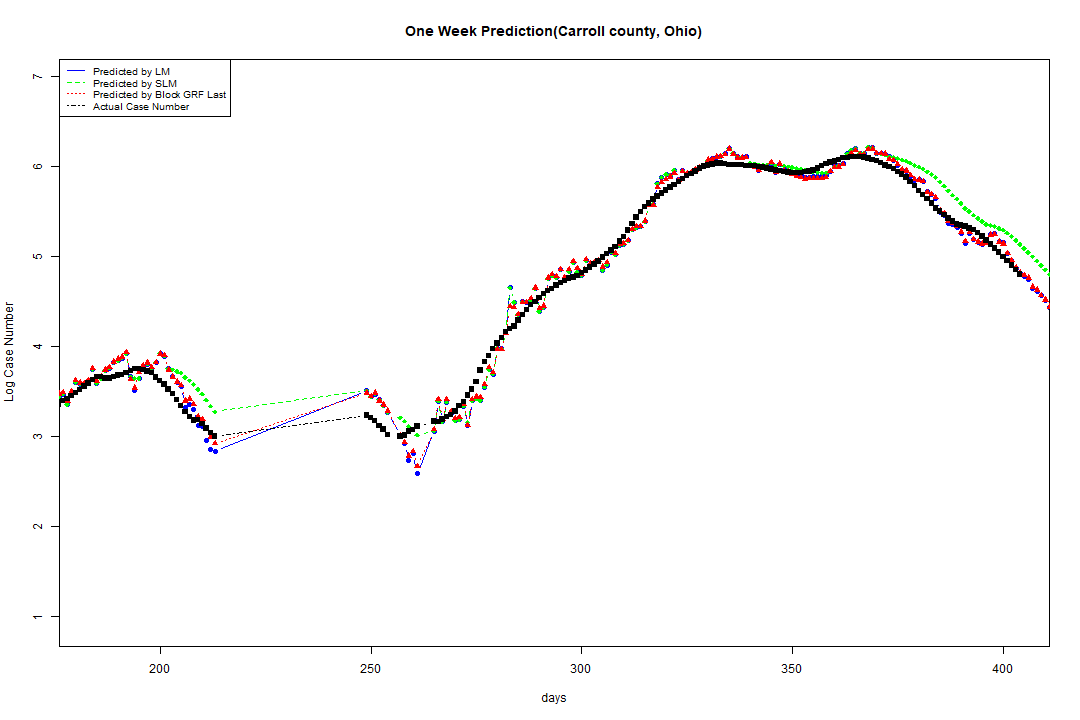 One Week Prediction(Carroll county, Ohio)
Predicted by LM
Predicted by SLM
Predicted by Block GRF Last
Actual Case Number
7
6
5
4
3
2
1
Log Case Number
200 250 300 350 400
days